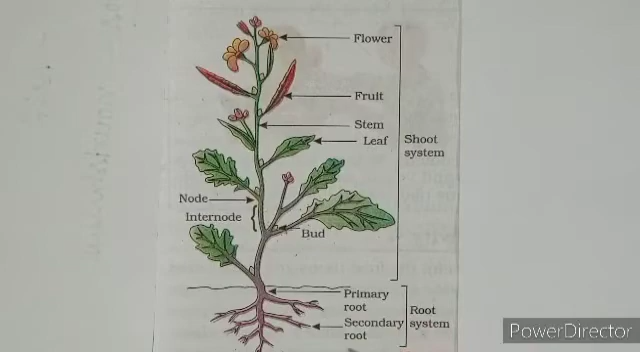 Flower
Fruit
Stem
Leaf
Shoot
system
Node
Internode
Bud
Primary
root
Secondary
root
Root
system
PowerDirector